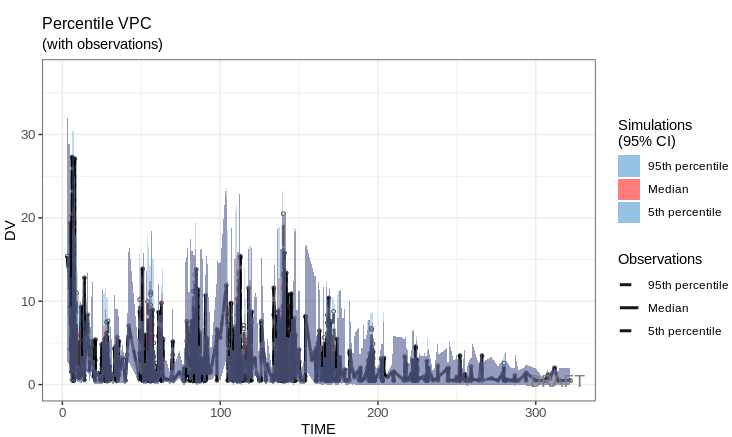 Percentile VPC
(with observations)
DV
30
20
10
0
0
100
200
300
TIME
DRAFT
Simulations
(95% CI)
95th percentile
Median
5th percentile
Observations
95th percentile
Median
5th percentile